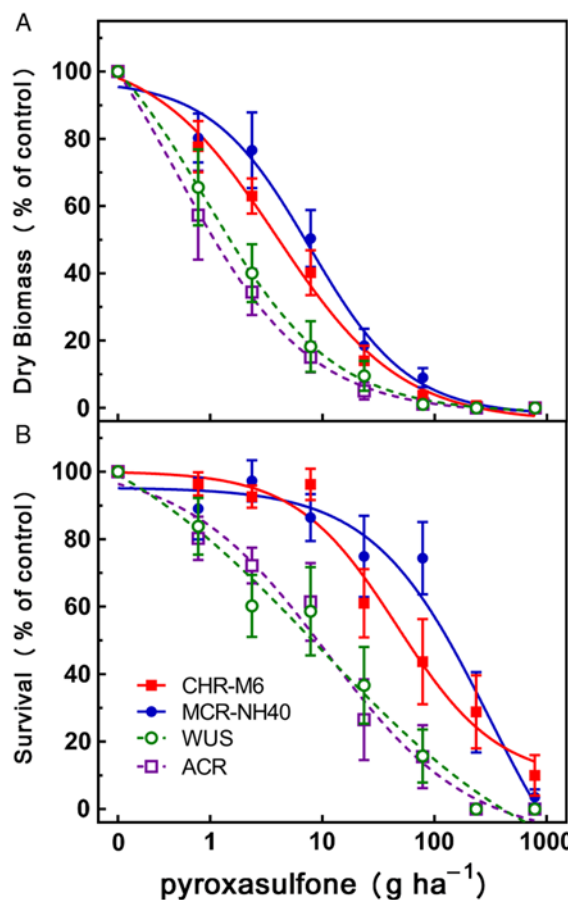 A
Dry Biomass ( % of control)
100
80
60
40
20
0
B
Survival ( % of control)
100
80
60
40
20
0
CHR-M6
MCR-NH40
WUS
ACR
0 1 10 100 1000
pyroxasulfone (g ha⁻¹)